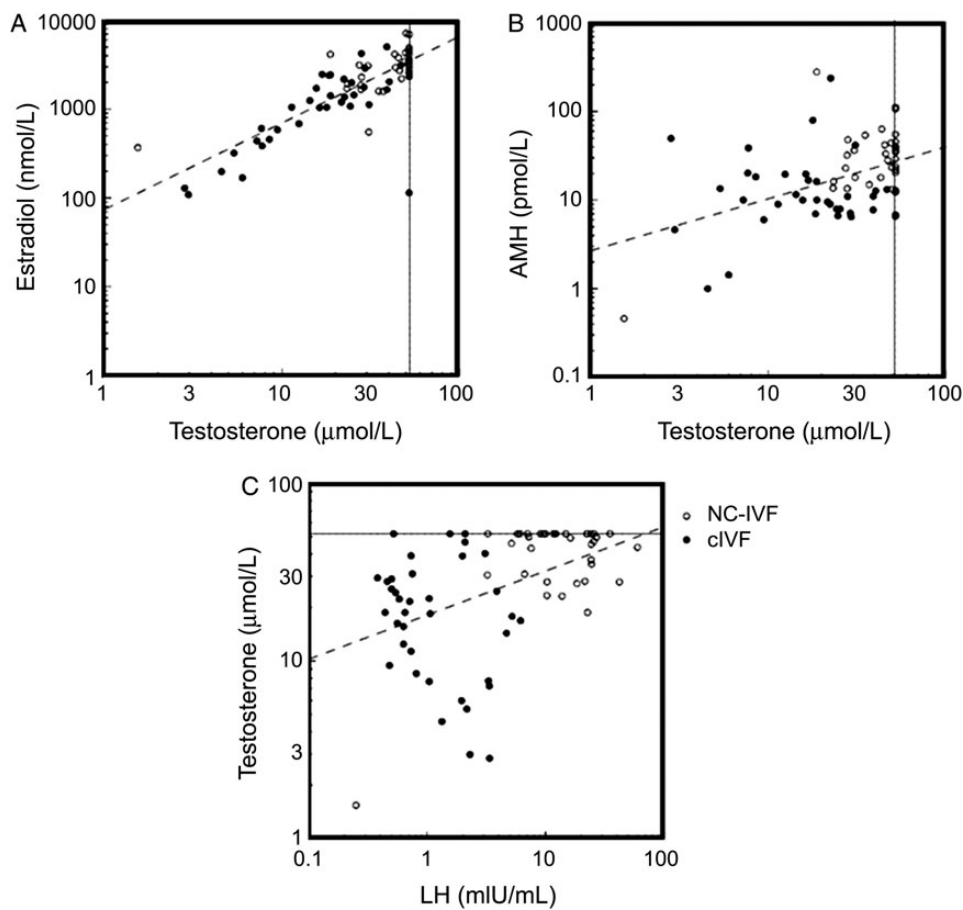 A
B
Estradiol (nmol/L)
10000
1000
100
10
1
1
3
10
30
100
Testosterone (μmol/L)
AMH (pmol/L)
1000
100
10
1
0.1
1
3
10
30
100
Testosterone (μmol/L)
C
Testosterone (μmol/L)
100
30
10
3
1
0.1
1
10
100
LH (mIU/mL)
NC-IVF
cIVF